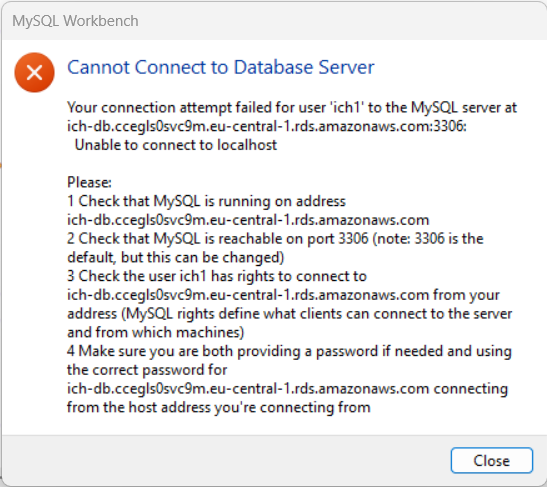 MySQL Workbench
Cannot Connect to Database Server
Your connection attempt failed for user 'ich1' to the MySQL server at
ich-db.ccegls0svc9m.eu-central-1.rds.amazonaws.com:3306:
Unable to connect to localhost
Please:
1 Check that MySQL is running on address
ich-db.ccegls0svc9m.eu-central-1.rds.amazonaws.com
2 Check that MySQL is reachable on port 3306 (note: 3306 is the
default, but this can be changed)
3 Check the user ich1 has rights to connect to
ich-db.ccegls0svc9m.eu-central-1.rds.amazonaws.com from your
address (MySQL rights define what clients can connect to the server
and from which machines)
4 Make sure you are both providing a password if needed and using
the correct password for
ich-db.ccegls0svc9m.eu-central-1.rds.amazonaws.com connecting
from the host address you're connecting from
Close